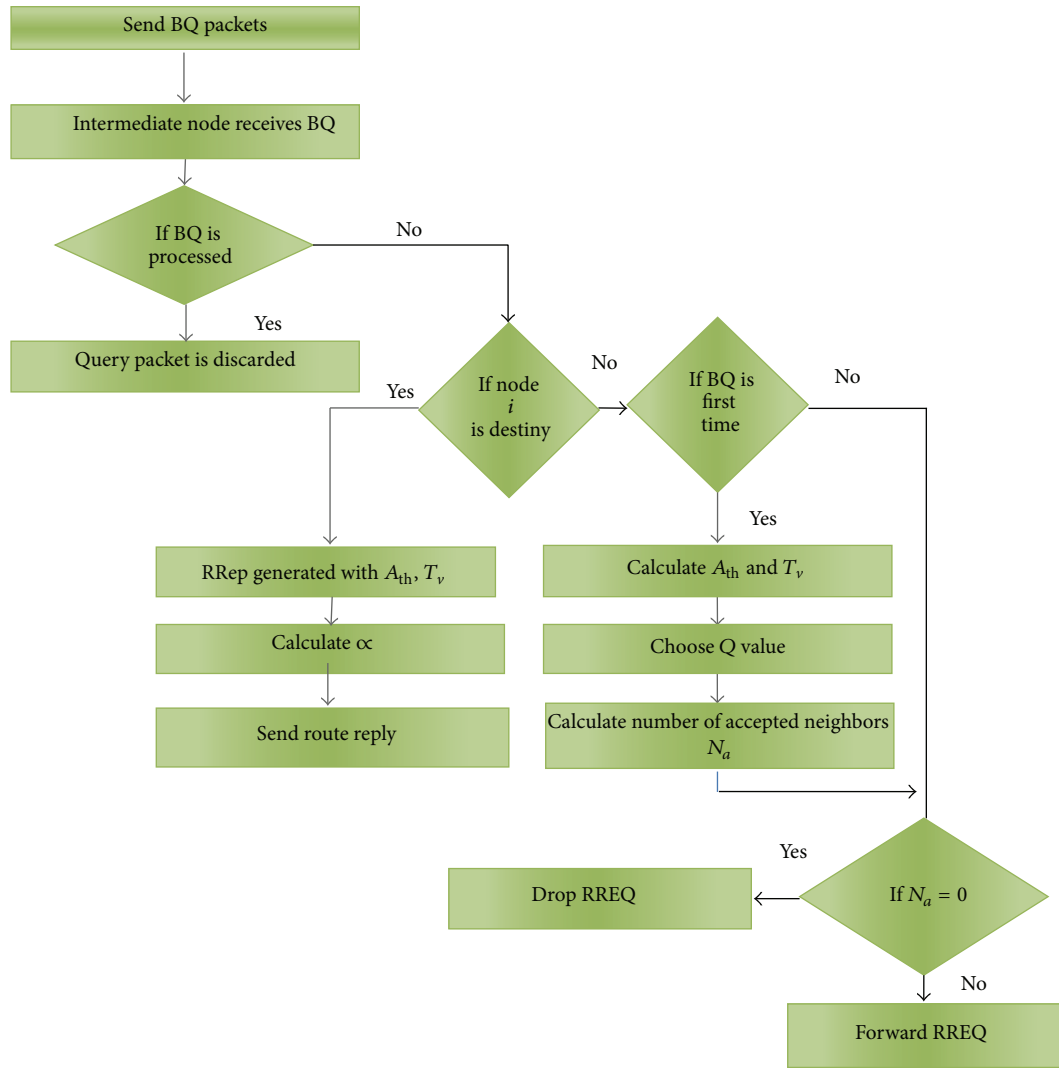 Send BQ packets
Intermediate node receives BQ
If BQ is
processed
No
Yes
Query packet is discarded
If node
i
is destiny
Yes
No
If BQ is
first
time
No
Yes
RRep generated with A_th, T_v
Calculate ∝
Send route reply
Calculate A_th and T_v
Choose Q value
Calculate number of accepted neighbors
N_a
If N_a = 0
Yes
Drop RREQ
No
Forward RREQ